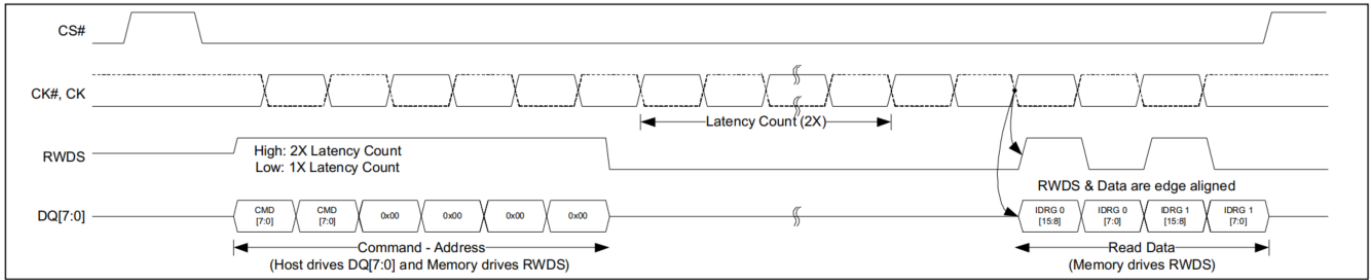 CS#
CK#, CK
Latency Count (2X)
RWDS
High: 2X Latency Count
Low: 1X Latency Count
RWDS & Data are edge aligned
DQ[7:0]
CMD
[7:0]
CMD
[7:0]
0x00
0x00
0x00
0x00
IDRG 0
[15:8]
IDRG 0
[7:0]
IDRG 1
[15:8]
IDRG 1
[7:0]
Command - Address
(Host drives DQ[7:0] and Memory drives RWDS)
Read Data
(Memory drives RWDS)